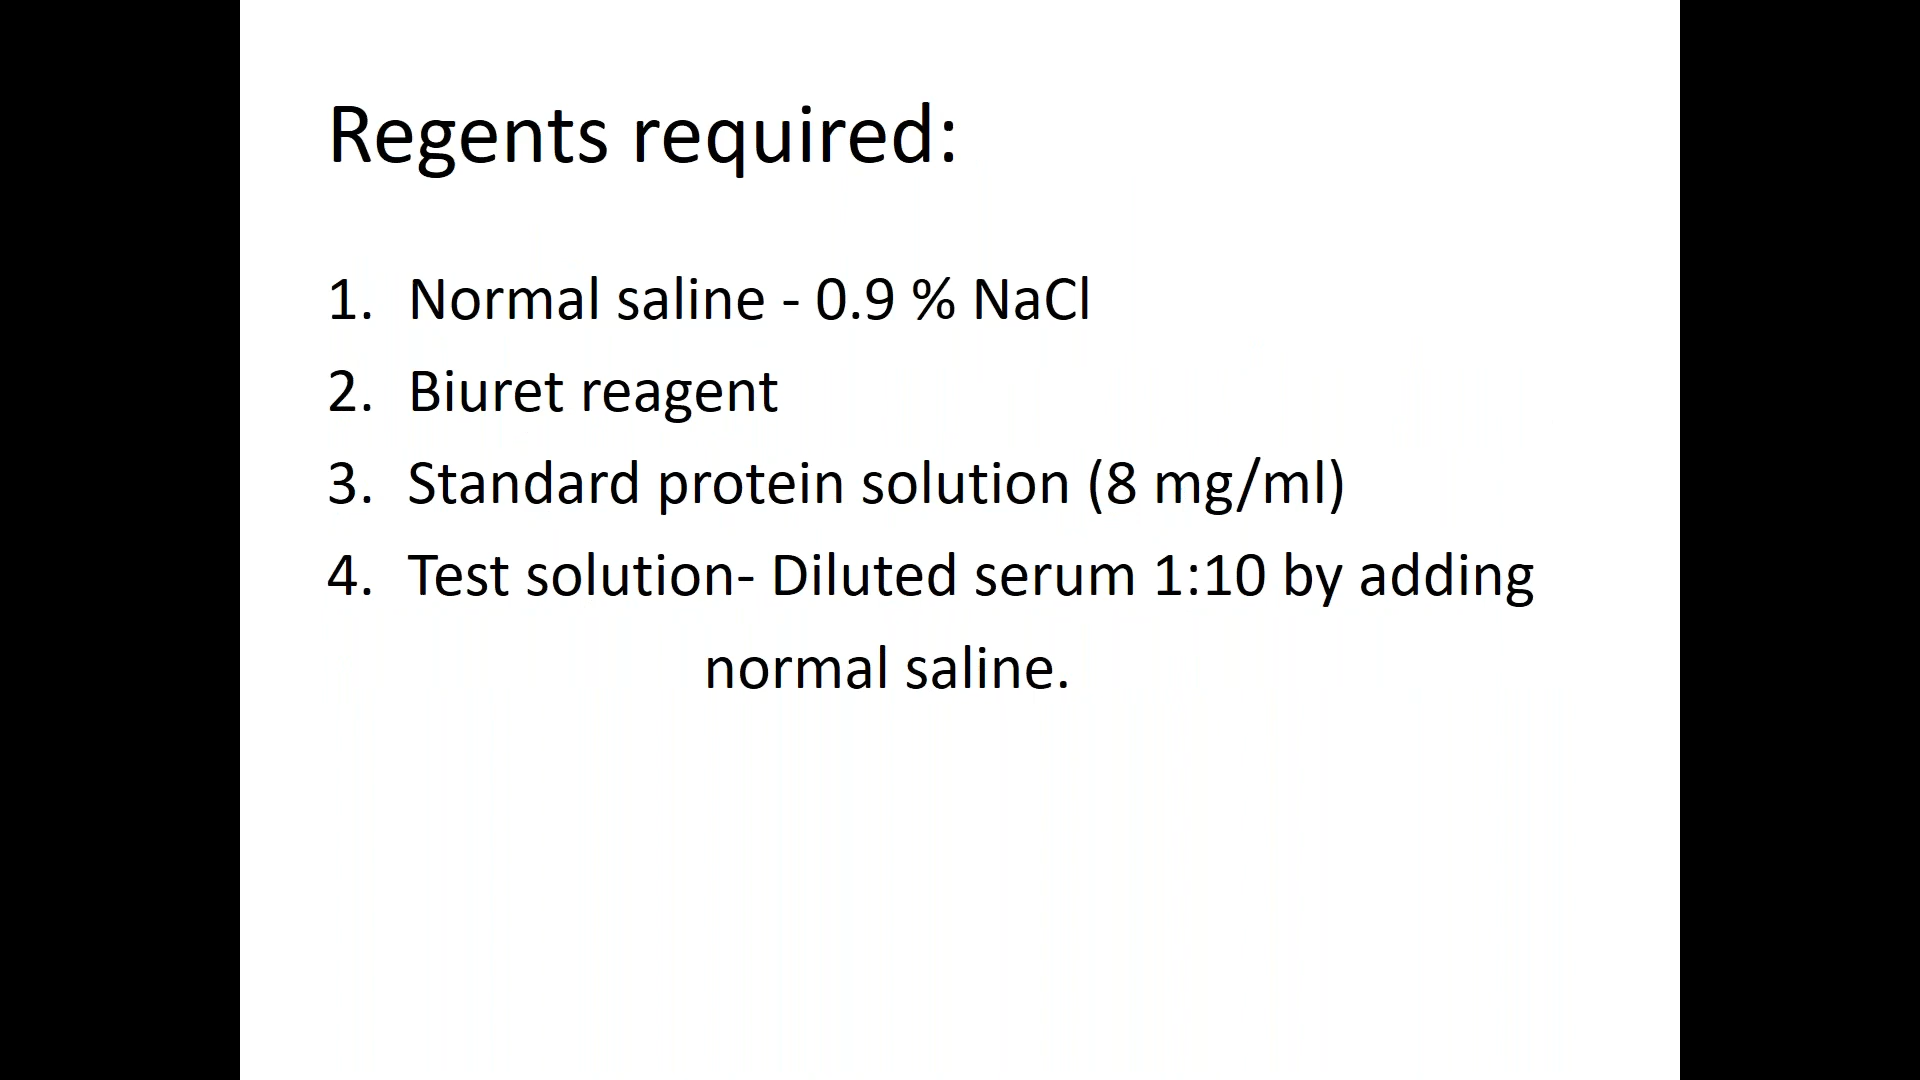 Regents required:
1. Normal saline - 0.9 % NaCl
2. Biuret reagent
3. Standard protein solution (8 mg/ml)
4. Test solution- Diluted serum 1:10 by adding
normal saline.